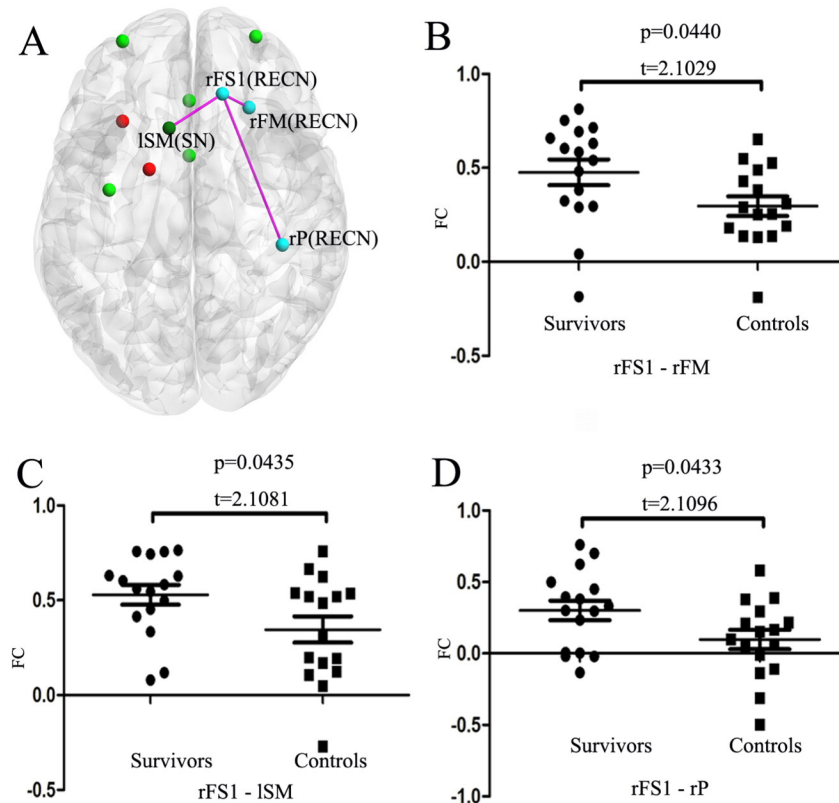 A
rFS1(RECN)
rFM(RECN)
lSM(SN)
rP(RECN)
B
p=0.0440
t=2.1029
1.0
0.5
0.0
-0.5
FC
Survivors Controls
rFS1 - rFM
C
p=0.0435
t=2.1081
1.0
0.5
0.0
-0.5
FC
Survivors Controls
rFS1 - lSM
D
p=0.0433
t=2.1096
1.0
0.5
0.0
-0.5
-1.0
FC
Survivors Controls
rFS1 - rP